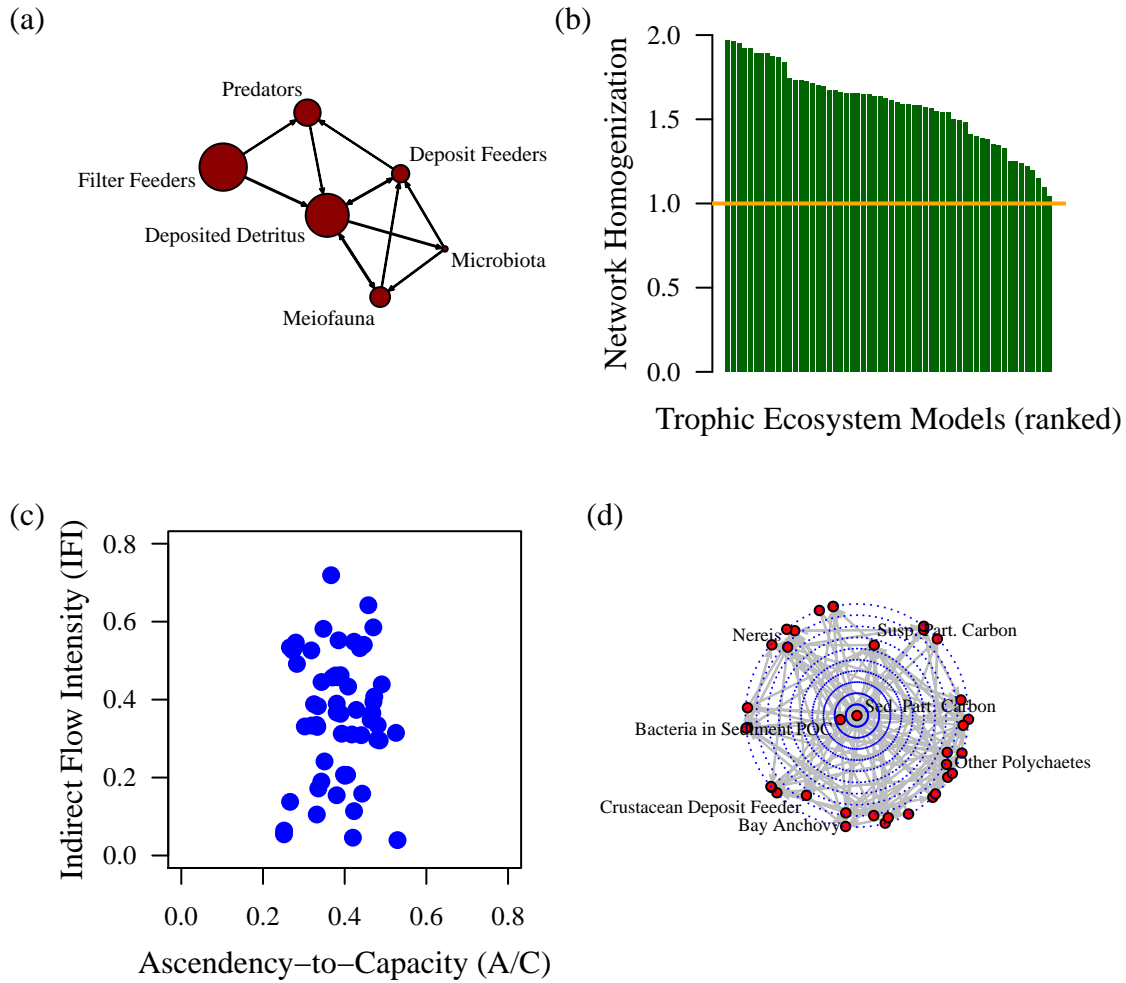 (a)
Predators
Deposit Feeders
Filter Feeders
Deposited Detritus
Microbiota
Meiofauna
(b)
Network Homogenization
2.0
1.5
1.0
0.5
0.0
Trophic Ecosystem Models (ranked)
(c)
Indirect Flow Intensity (IFI)
0.8
0.6
0.4
0.2
0.0
0.0 0.2 0.4 0.6 0.8
Ascendency−to−Capacity (A/C)
(d)
Nereis
Susp. Part. Carbon
Sed. Part. Carbon
Bacteria in Sediment POC
Other Polychaetes
Crustacean Deposit Feeder
Bay Anchovy